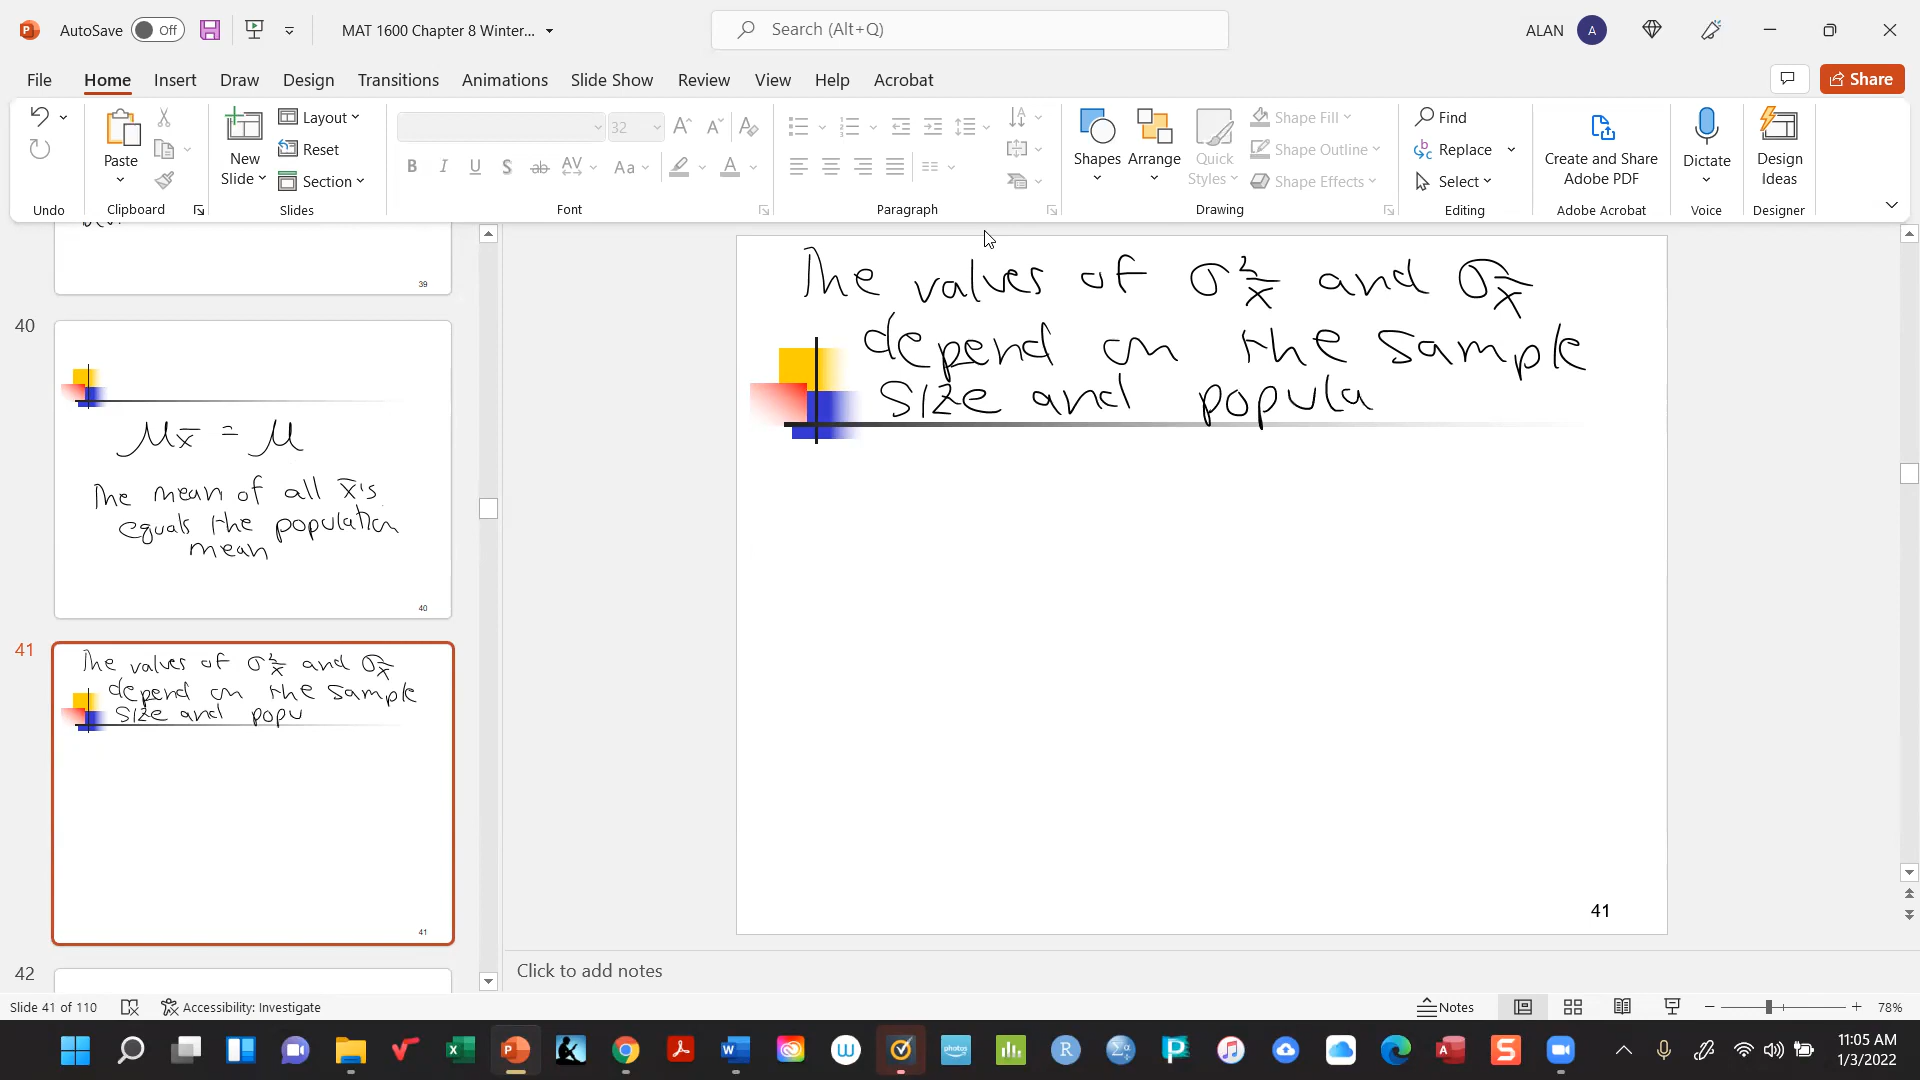 AutoSave Off
MAT 1600 Chapter 8 Winter...
Search (Alt+Q)
ALAN A
File Home Insert Draw Design Transitions Animations Slide Show Review View Help Acrobat
Share
Paste
New Slide
Layout
Reset
Section
32
Aa
Shapes
Arrange
Quick Styles
Shape Fill
Shape Outline
Shape Effects
Find
Replace
Select
Create and Share Adobe PDF
Dictate
Design Ideas
Undo Clipboard Slides Font Paragraph Drawing Editing Adobe Acrobat Voice Designer
39
40
μx̄ = μ
The mean of all x̄'s
equals the population
mean
40
41
The values of σ²x̄ and σx̄
depend on the sample
size and popu
41
42
The values of σ²x̄ and σx̄
depend on the sample
size and popula
41
Click to add notes
Slide 41 of 110
Accessibility: Investigate
Notes
78%
11:05 AM
1/3/2022